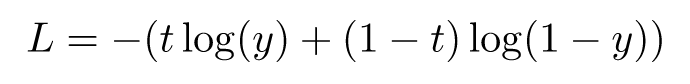 L = −(t log(y) + (1 − t) log(1 − y))